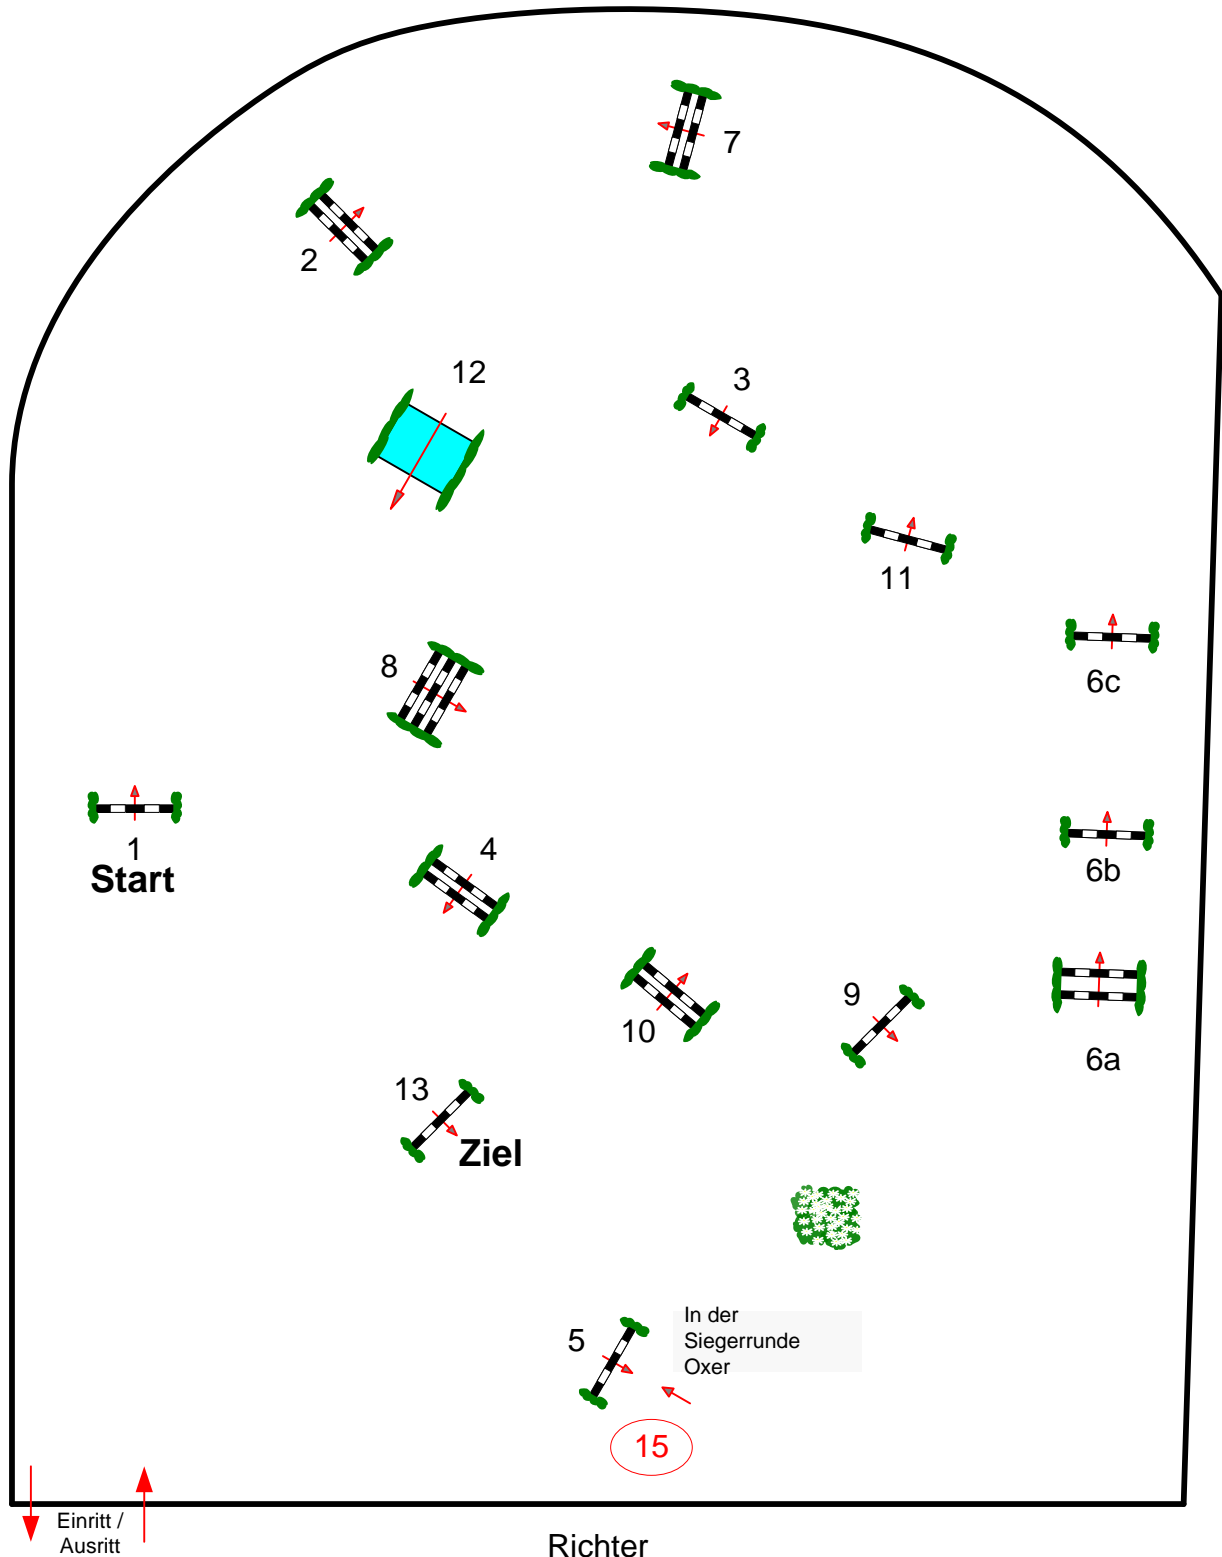 7
2
12
3
11
8
6c
1
Start
4
6b
9
10
6a
13
Ziel
5
In der
Siegerrunde
Oxer
15
Einritt /
Ausritt
Richter